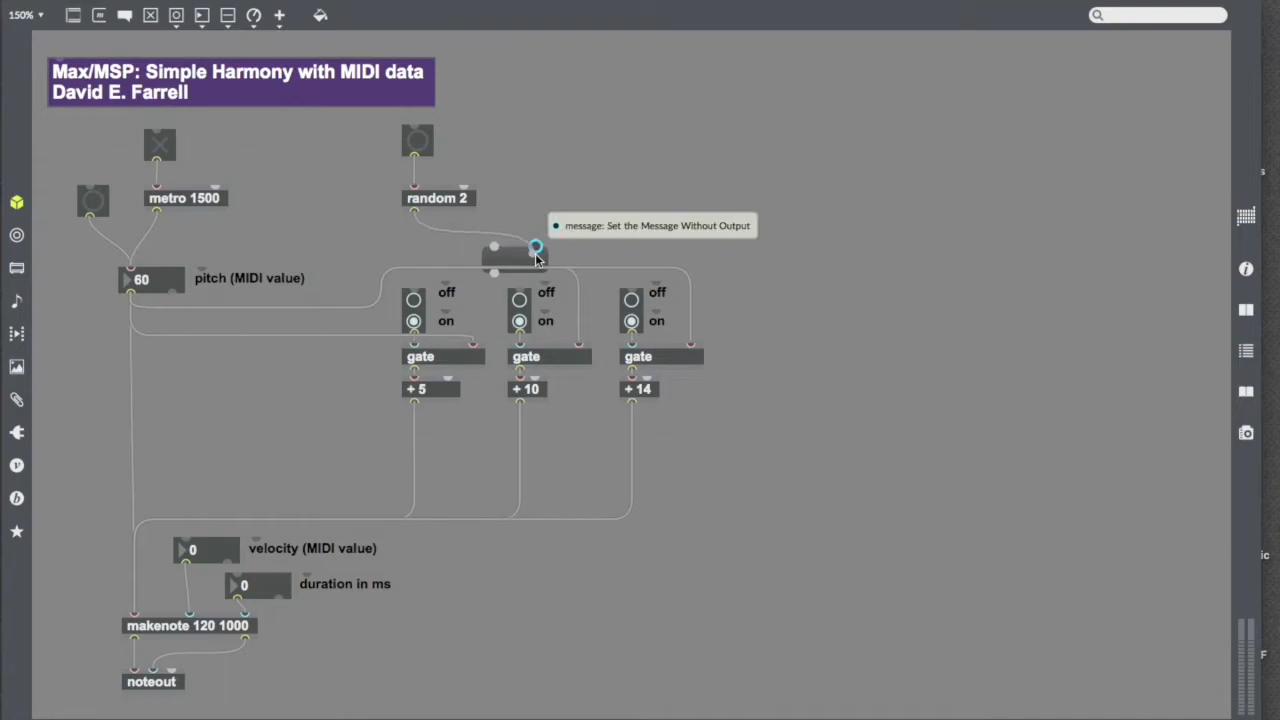 150%
Max/MSP: Simple Harmony with MIDI data
David E. Farrell
metro 1500
random 2
message: Set the Message Without Output
60
pitch (MIDI value)
off
off
off
on
on
on
gate
gate
gate
+ 5
+ 10
+ 14
0
velocity (MIDI value)
0
duration in ms
makenote 120 1000
noteout